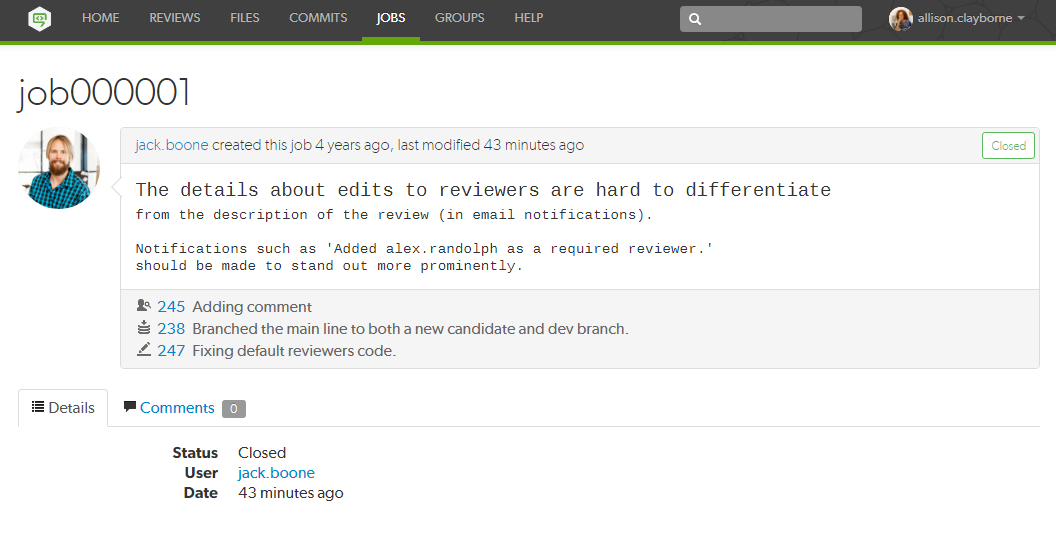 HOME REVIEWS FILES COMMITS JOBS GROUPS HELP allison.clayborne
job000001
jack.boone created this job 4 years ago, last modified 43 minutes ago Closed
The details about edits to reviewers are hard to differentiate
from the description of the review (in email notifications).
Notifications such as 'Added alex.randolph as a required reviewer.'
should be made to stand out more prominently.
245 Adding comment
238 Branched the main line to both a new candidate and dev branch.
247 Fixing default reviewers code.
Details Comments 0
Status Closed
User jack.boone
Date 43 minutes ago